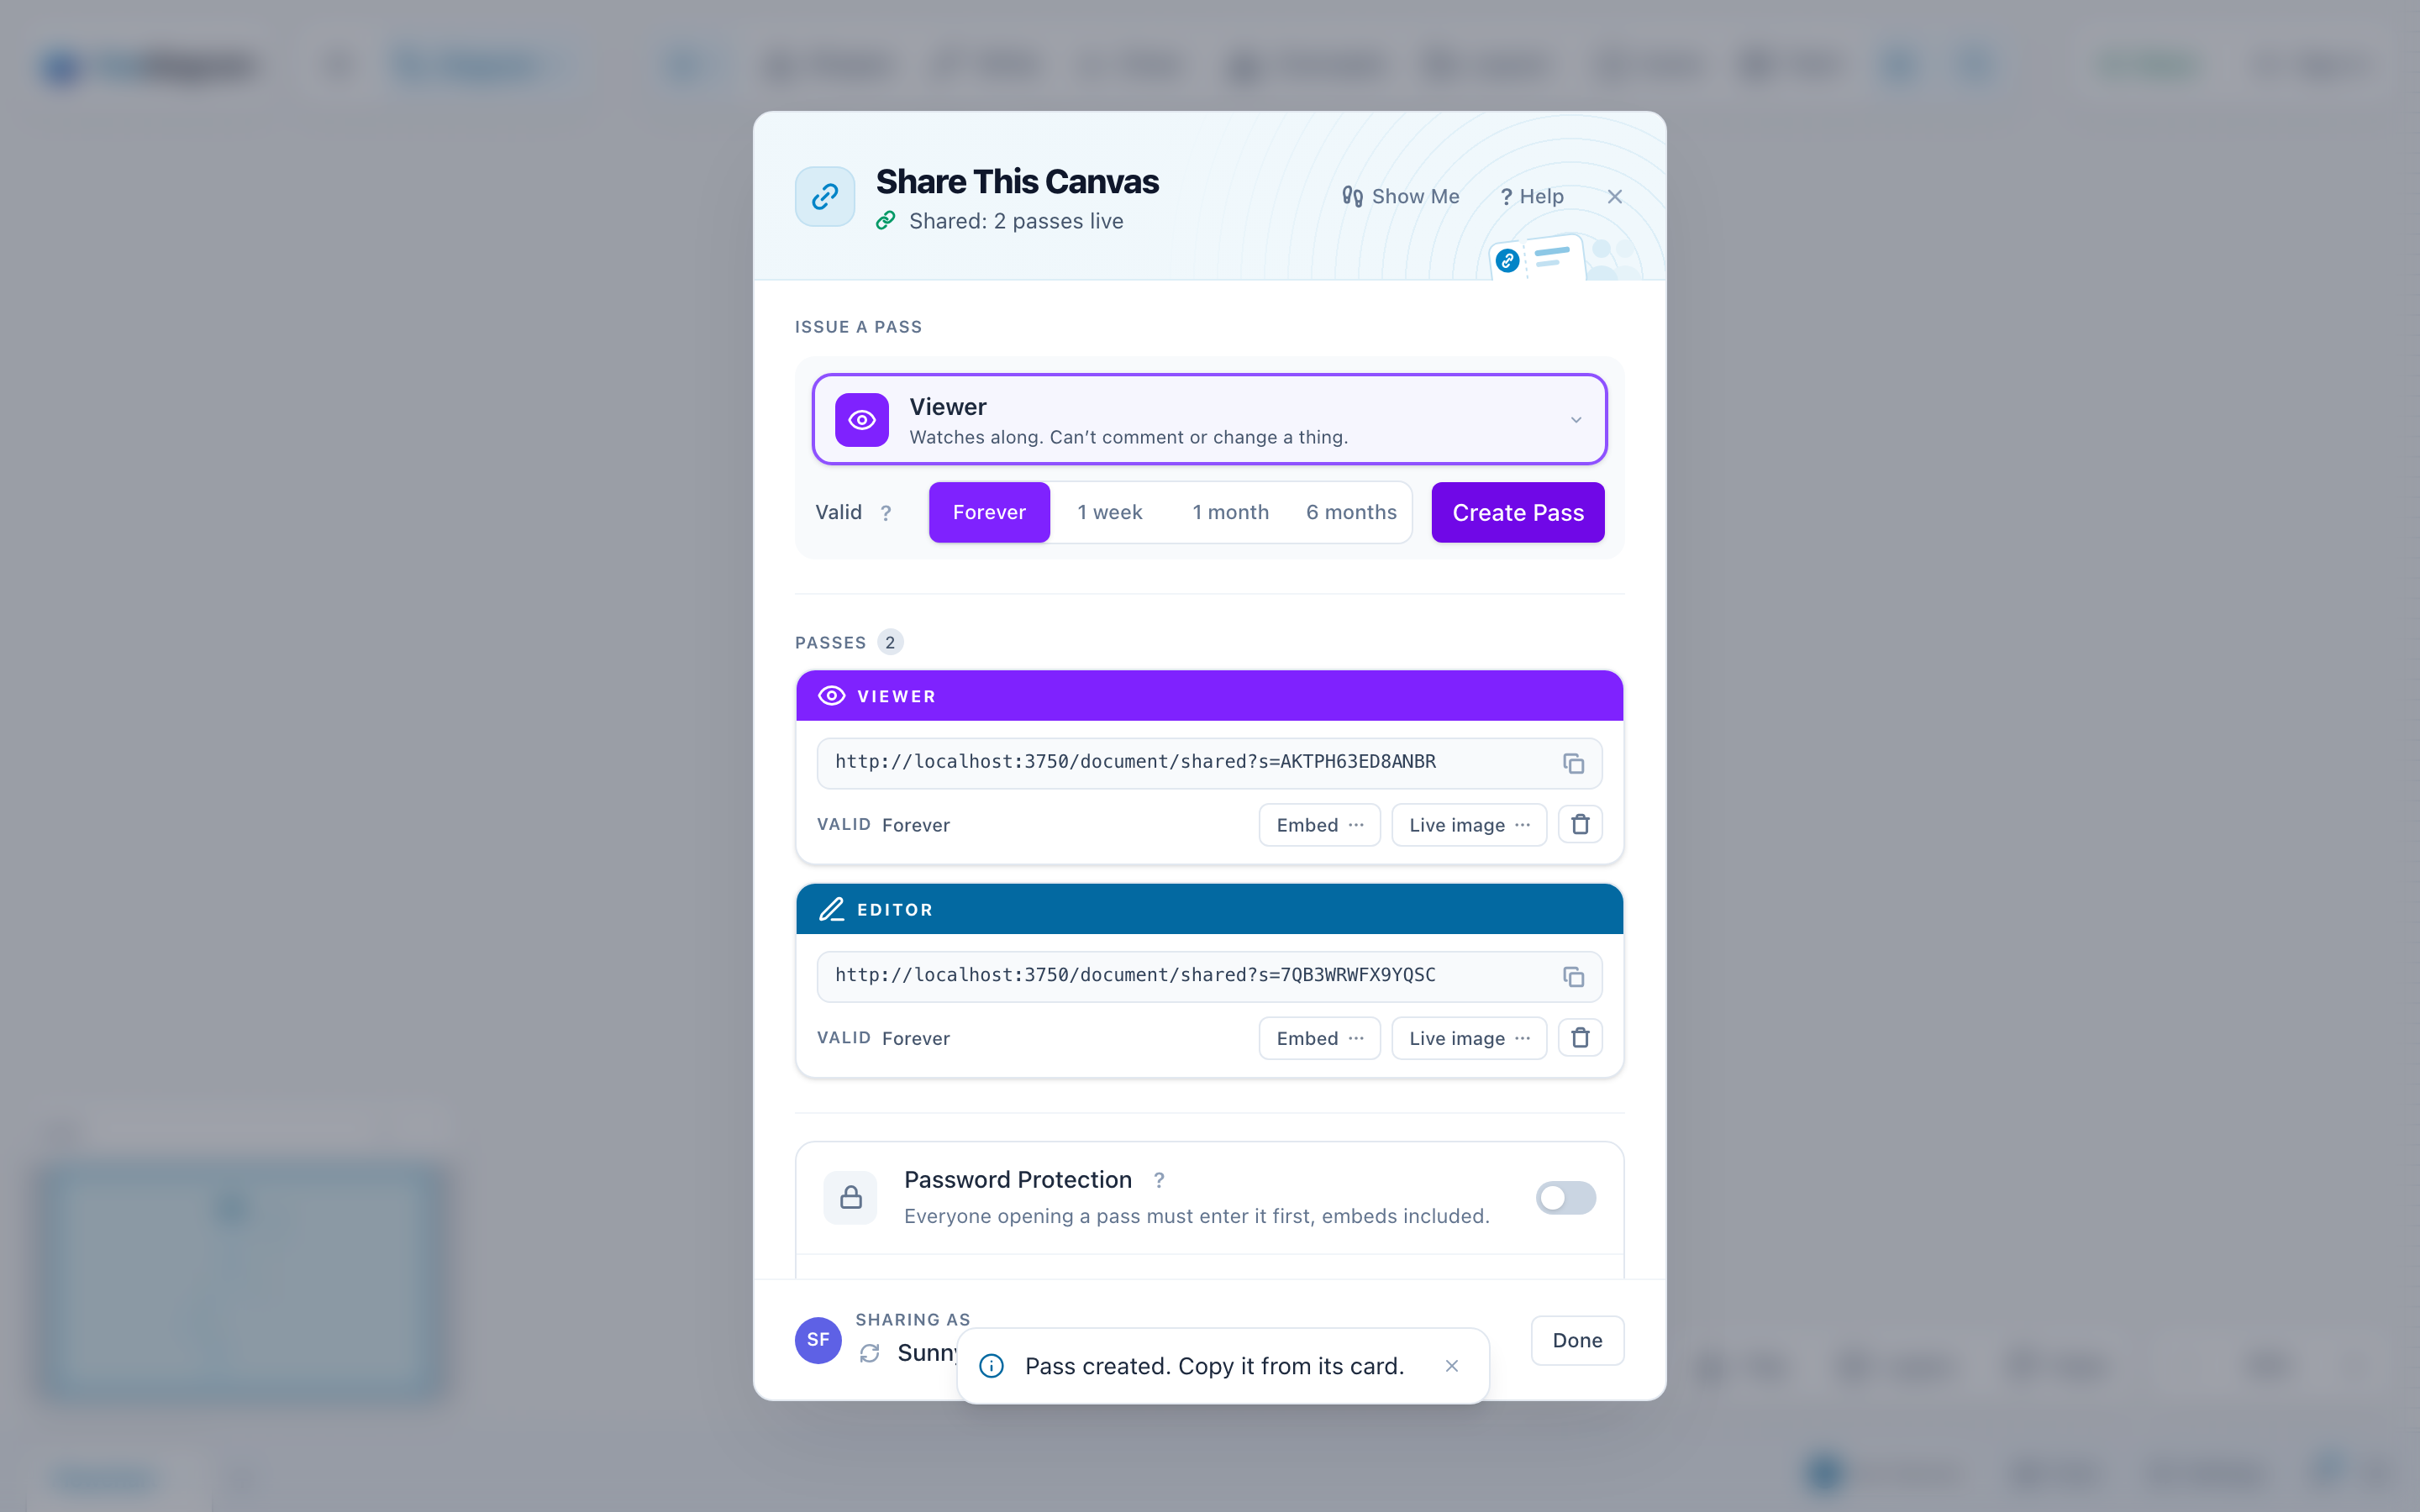 Share This Canvas
Shared: 2 passes live
Show Me
? Help
ISSUE A PASS
Viewer
Watches along. Can’t comment or change a thing.
Valid ?
Forever
1 week
1 month
6 months
Create Pass
PASSES 2
VIEWER
http://localhost:3750/document/shared?s=AKTPH63ED8ANBR
VALID Forever
Embed ···
Live image ···
EDITOR
http://localhost:3750/document/shared?s=7QB3WRWFX9YQSC
VALID Forever
Embed ···
Live image ···
Password Protection ?
Everyone opening a pass must enter it first, embeds included.
SF
SHARING AS
Pass created. Copy it from its card.
Done